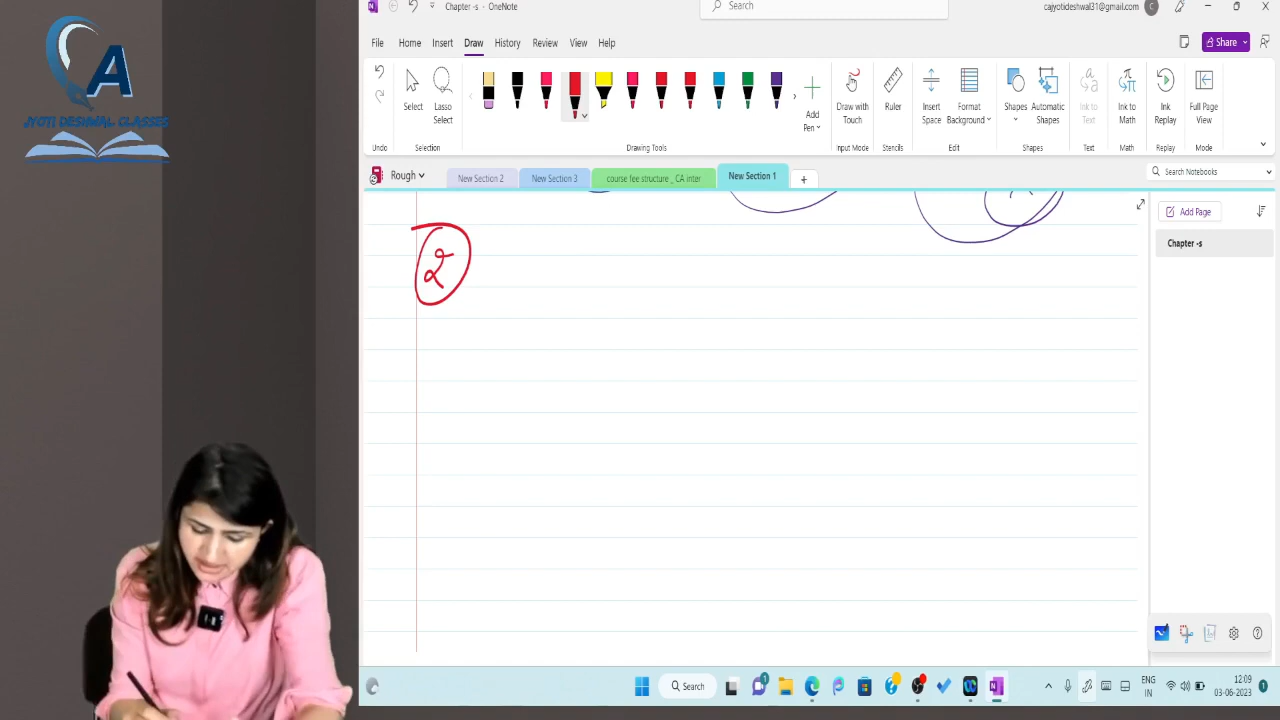 CA
JYOTI DESHWAL CLASSES
Chapter -s - OneNote
Search
cajyotideshwal31@gmail.com
C
File Home Insert Draw History Review View Help
Share
Select
Lasso Select
Add Pen
Draw with Touch
Ruler
Insert Space
Format Background
Shapes
Automatic Shapes
Ink to Text
Ink to Math
Ink Replay
Full Page View
Undo
Selection
Drawing Tools
Input Mode
Stencils
Edit
Shapes
Text
Math
Replay
Mode
Rough
New Section 2
New Section 3
course fee structure _ CA inter
New Section 1
+
Search Notebooks
Add Page
Chapter -s
2
Search
1
ENG
IN
12:09
03-06-2023
1